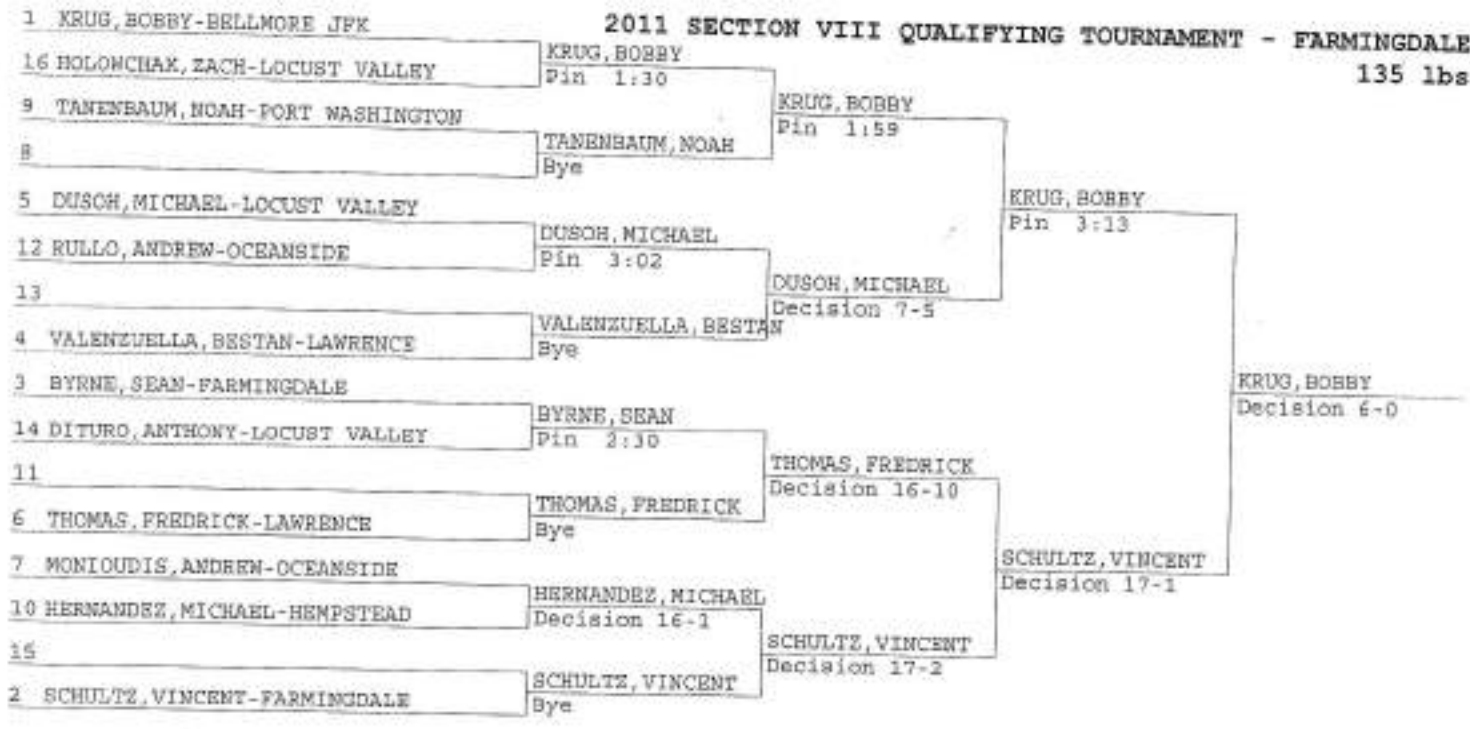 2011 SECTION VIII QUALIFYING TOURNAMENT - FARMINGDALE
135 lbs
1 KRUG,BOBBY-BELLMORE JFK
16 HOLOWCHAK,ZACH-LOCUST VALLEY
9 TANENBAUM,NOAH-PORT WASHINGTON
8
5 DUSOH,MICHAEL-LOCUST VALLEY
12 RULLO,ANDREW-OCEANSIDE
13
4 VALENZUELLA,BESTAN-LAWRENCE
3 BYRNE,SEAN-FARMINGDALE
14 DITURO,ANTHONY-LOCUST VALLEY
11
6 THOMAS,FREDRICK-LAWRENCE
7 MONIOUDIS,ANDREW-OCEANSIDE
10 HERNANDEZ,MICHAEL-HEMPSTEAD
15
2 SCHULTZ,VINCENT-FARMINGDALE
KRUG,BOBBY
Pin 1:30
TANENBAUM,NOAH
Bye
DUSOH,MICHAEL
Pin 3:02
VALENZUELLA,BESTAN
Bye
BYRNE,SEAN
Pin 2:30
THOMAS,FREDRICK
Bye
HERNANDEZ,MICHAEL
Decision 16-1
SCHULTZ,VINCENT
Bye
KRUG,BOBBY
Pin 1:59
DUSOH,MICHAEL
Decision 7-5
THOMAS,FREDRICK
Decision 16-10
SCHULTZ,VINCENT
Decision 17-2
KRUG,BOBBY
Pin 3:13
SCHULTZ,VINCENT
Decision 17-1
KRUG,BOBBY
Decision 6-0